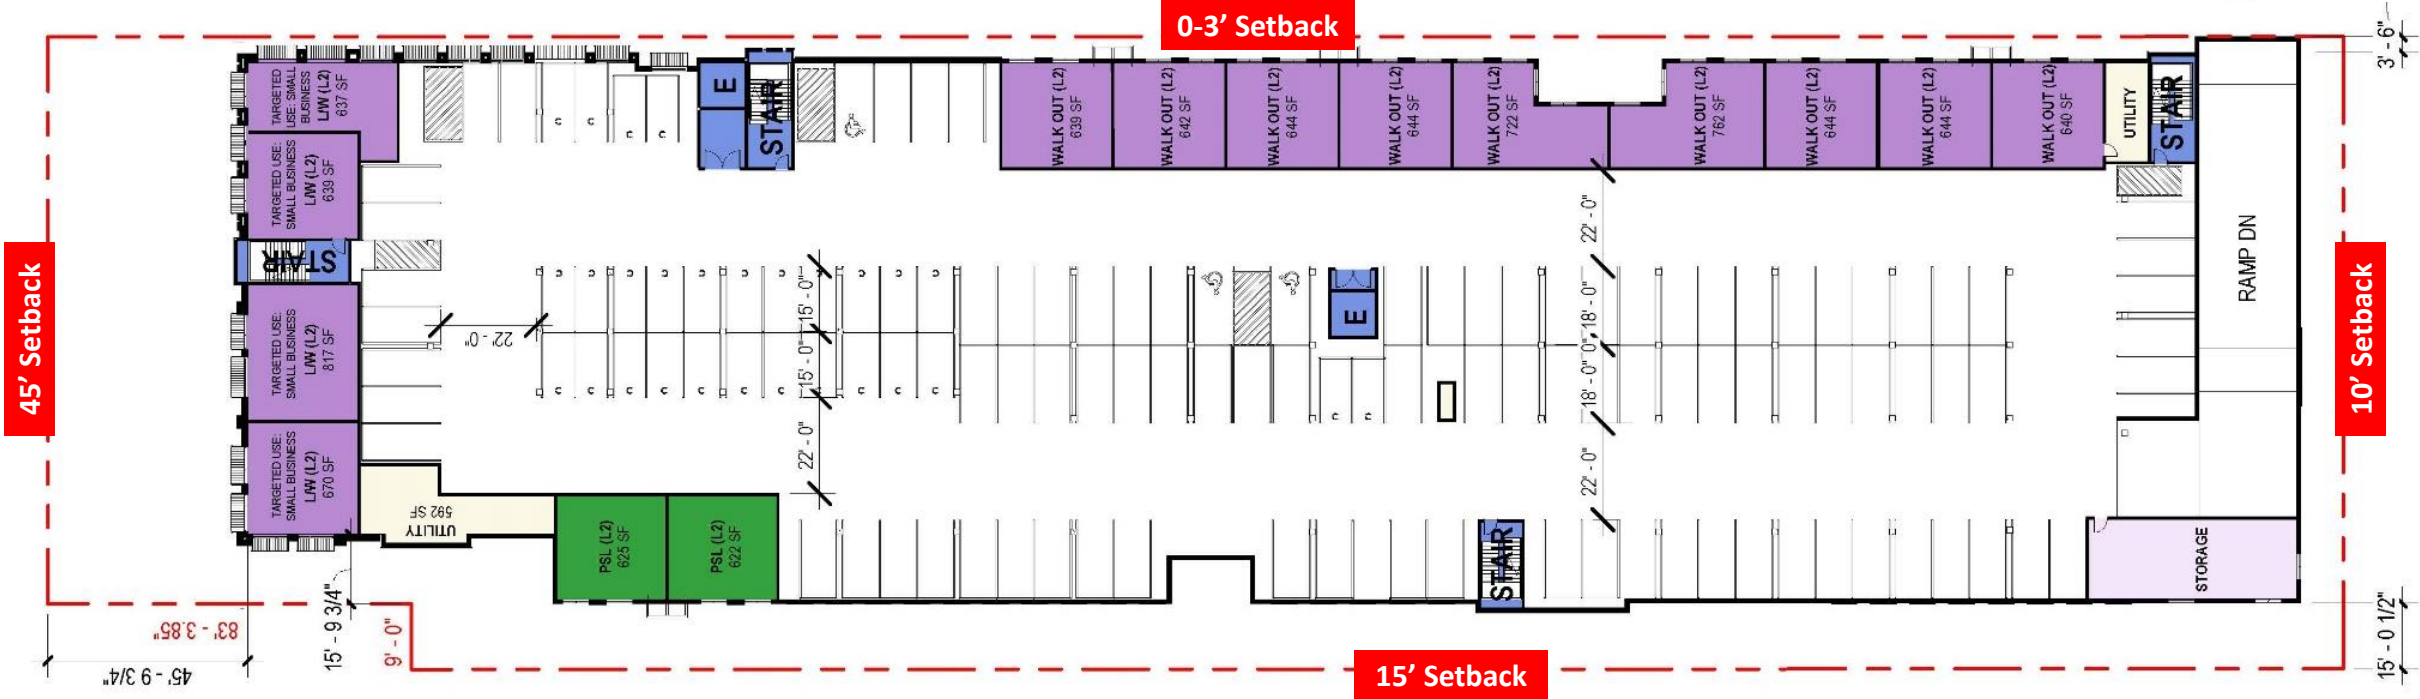 0-3’ Setback
3' - 6"
TARGETED
USE: SMALL
BUSINESS
L/W (L2)
637 SF
E
STAIR
WALK OUT (L2)
639 SF
WALK OUT (L2)
642 SF
WALK OUT (L2)
644 SF
WALK OUT (L2)
644 SF
WALK OUT (L2)
722 SF
WALK OUT (L2)
762 SF
WALK OUT (L2)
644 SF
WALK OUT (L2)
644 SF
WALK OUT (L2)
640 SF
UTILITY
STAIR
TARGETED USE:
SMALL BUSINESS
L/W (L2)
639 SF
STAIR
45’ Setback
TARGETED USE:
SMALL BUSINESS
L/W (L2)
817 SF
22' - 0"
15' - 0"
15' - 0"
22' - 0"
E
22' - 0"
18' - 0"
18' - 0"
22' - 0"
RAMP DN
10’ Setback
TARGETED USE:
SMALL BUSINESS
L/W (L2)
670 SF
UTILITY
592 SF
PSL (L2)
625 SF
PSL (L2)
622 SF
STAIR
STORAGE
83' - 3.85"
45' - 9 3/4"
15' - 9 3/4"
9' - 0"
15’ Setback
15' - 0 1/2"